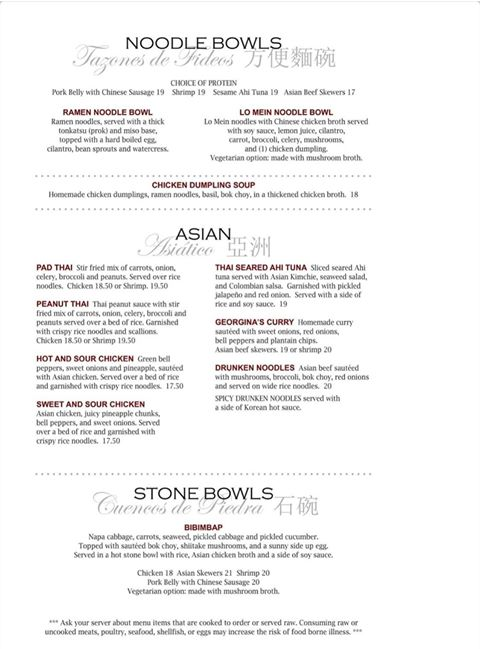 NOODLE BOWLS
Tazones de Fideos 方便麵碗
CHOICE OF PROTEIN
Pork Belly with Chinese Sausage 19 Shrimp 19 Sesame Ahi Tuna 19 Asian Beef Skewers 17
RAMEN NOODLE BOWL
Ramen noodles, served with a thick
tonkatsu (prok) and miso base,
topped with a hard boiled egg,
cilantro, bean sprouts and watercress.
LO MEIN NOODLE BOWL
Lo Mein noodles with Chinese chicken broth served
with soy sauce, lemon juice, cilantro,
carrot, broccoli, celery, mushrooms,
and (1) chicken dumpling.
Vegetarian option: made with mushroom broth.
CHICKEN DUMPLING SOUP
Homemade chicken dumplings, ramen noodles, basil, bok choy, in a thickened chicken broth. 18
ASIAN
Asiático 亞洲
PAD THAI Stir fried mix of carrots, onion,
celery, broccoli and peanuts. Served over rice
noodles. Chicken 18.50 or Shrimp. 19.50
PEANUT THAI Thai peanut sauce with stir
fried mix of carrots, onion, celery, broccoli and
peanuts served over a bed of rice. Garnished
with crispy rice noodles and scallions.
Chicken 18.50 or Shrimp 19.50
HOT AND SOUR CHICKEN Green bell
peppers, sweet onions and pineapple, sautéed
with Asian chicken. Served over a bed of rice
and garnished with crispy rice noodles. 17.50
SWEET AND SOUR CHICKEN
Asian chicken, juicy pineapple chunks,
bell peppers, and sweet onions. Served
over a bed of rice and garnished with
crispy rice noodles. 17.50
THAI SEARED AHI TUNA Sliced seared Ahi
tuna served with Asian Kimchie, seaweed salad,
and Colombian salsa. Garnished with pickled
jalapeño and red onion. Served with a side of
rice and soy sauce. 19
GEORGINA'S CURRY Homemade curry
sautéed with sweet onions, red onions,
bell peppers and plantain chips.
Asian beef skewers. 19 or shrimp 20
DRUNKEN NOODLES Asian beef sautéed
with mushrooms, broccoli, bok choy, red onions
and served on wide rice noodles. 20
SPICY DRUNKEN NOODLES served with
a side of Korean hot sauce.
STONE BOWLS
Cuencos de Piedra 石碗
BIBIMBAP
Napa cabbage, carrots, seaweed, pickled cabbage and pickled cucumber.
Topped with sautéed bok choy, shiitake mushrooms, and a sunny side up egg.
Served in a hot stone bowl with rice, Asian chicken broth and a side of soy sauce.
Chicken 18 Asian Skewers 21 Shrimp 20
Pork Belly with Chinese Sausage 20
Vegetarian option: made with mushroom broth.
*** Ask your server about menu items that are cooked to order or served raw. Consuming raw or
uncooked meats, poultry, seafood, shellfish, or eggs may increase the risk of food borne illness. ***